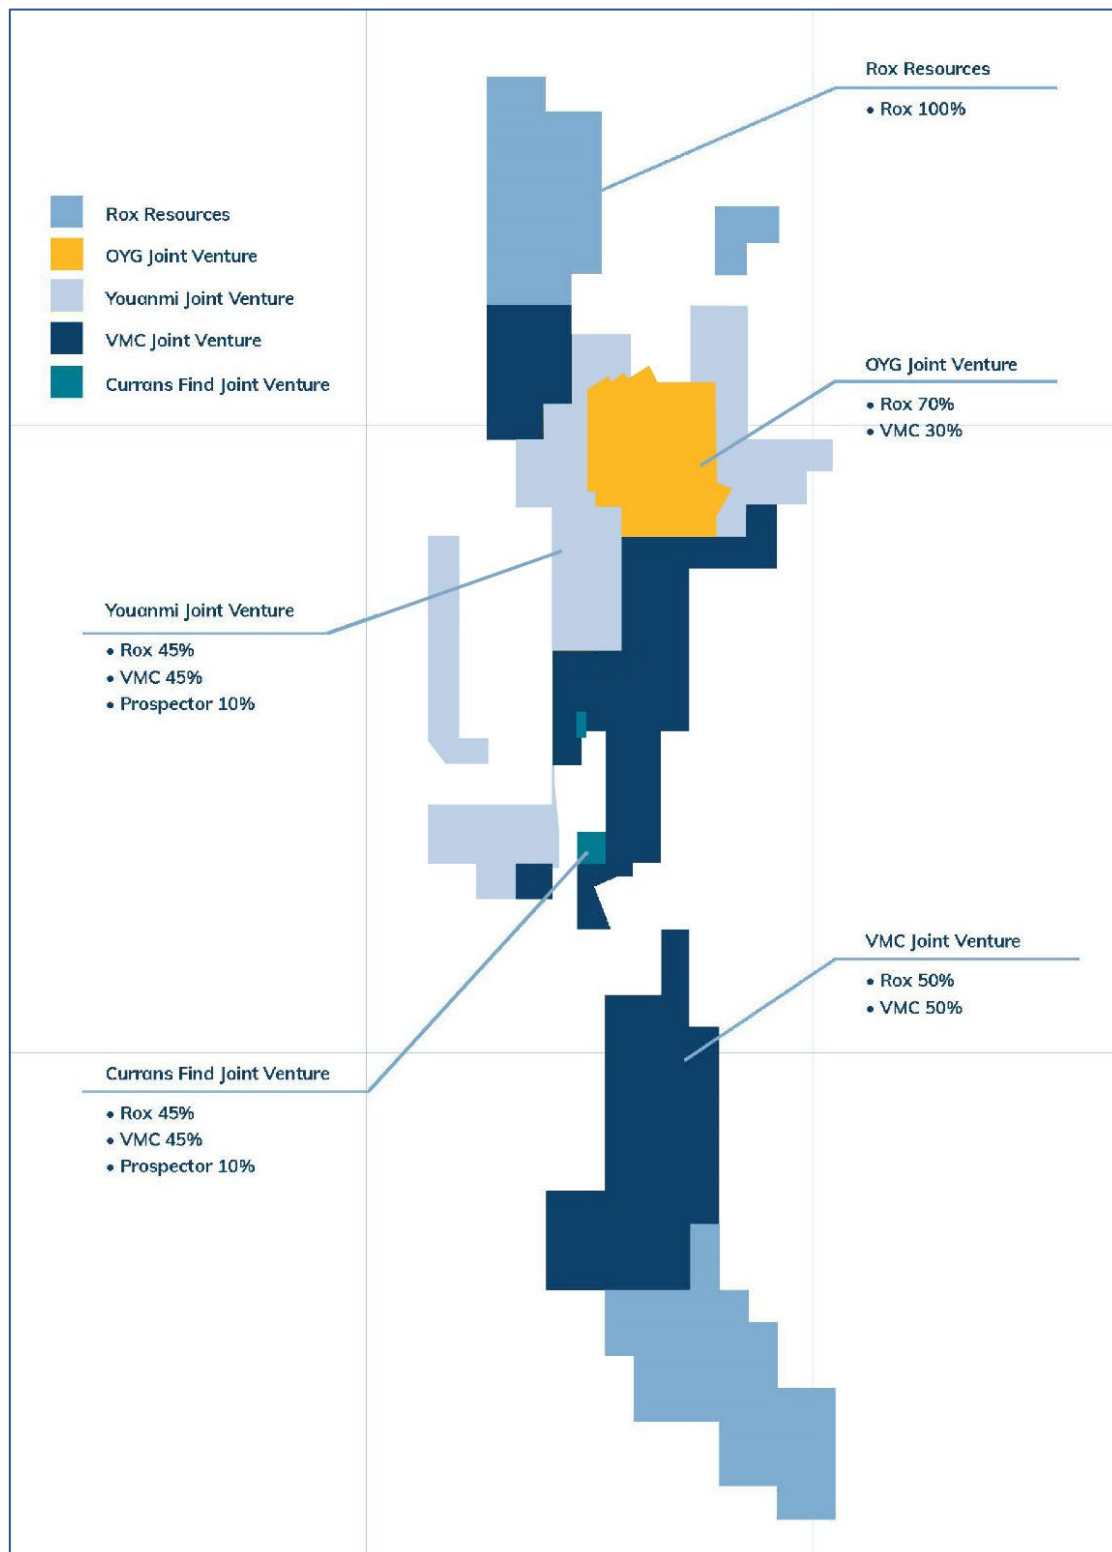 Rox Resources
• Rox 100%
Rox Resources
OYG Joint Venture
Youanmi Joint Venture
VMC Joint Venture
Currans Find Joint Venture
OYG Joint Venture
• Rox 70%
• VMC 30%
Youanmi Joint Venture
• Rox 45%
• VMC 45%
• Prospector 10%
VMC Joint Venture
• Rox 50%
• VMC 50%
Currans Find Joint Venture
• Rox 45%
• VMC 45%
• Prospector 10%